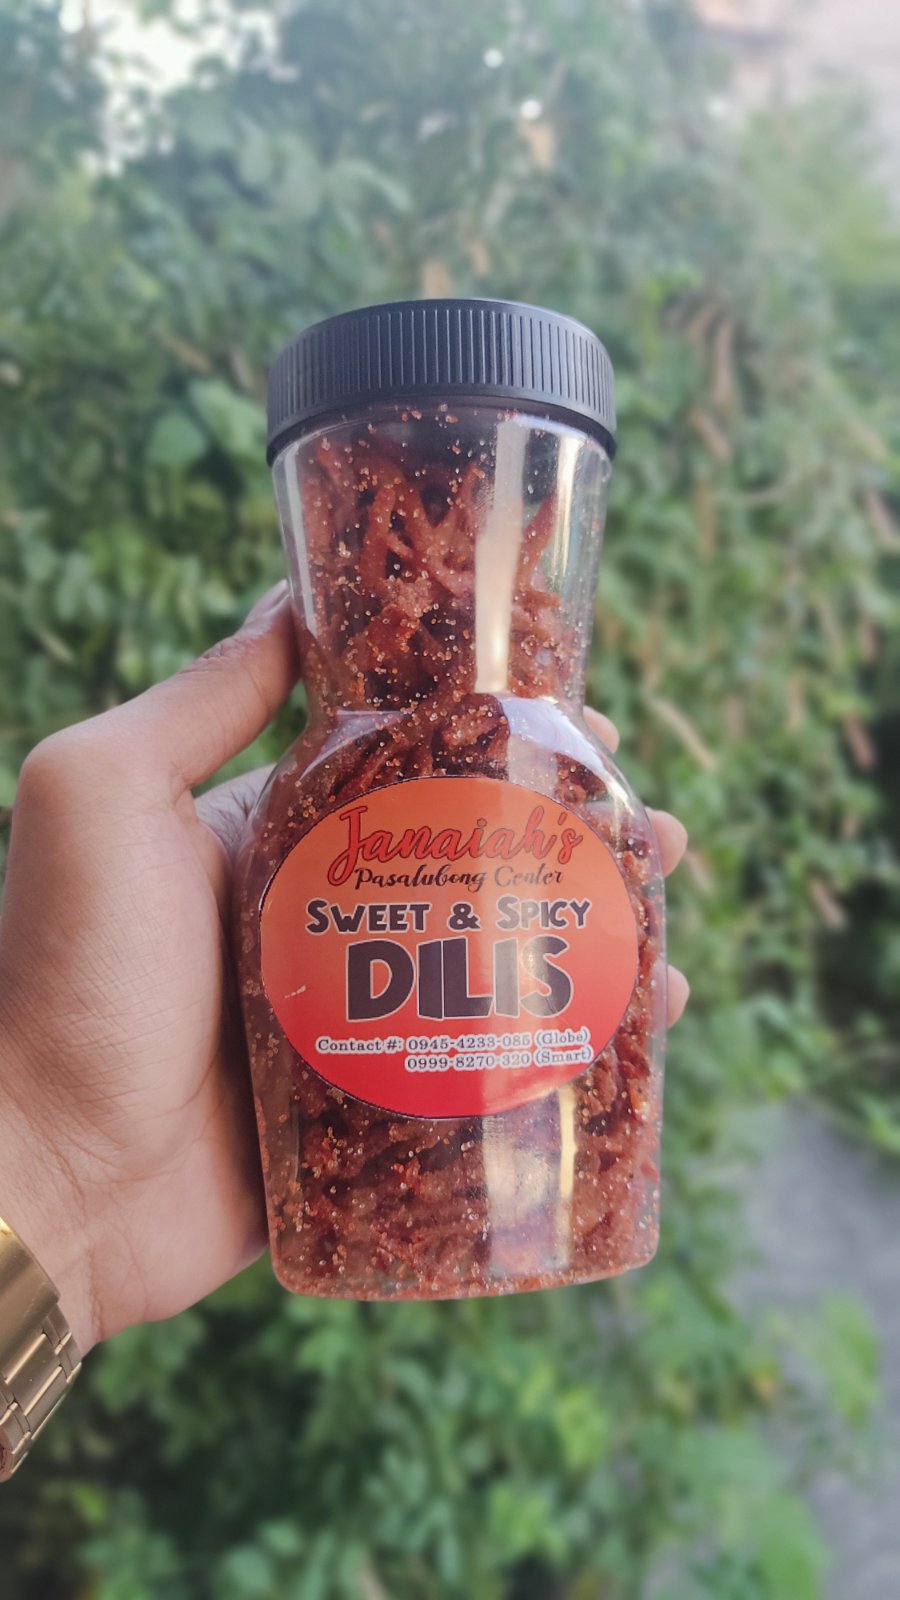 Janaiah's
Pasalubong Center
SWEET & SPICY
DILIS
Contact #: 0945-4233-085 (Globe)
0999-8270-320 (Smart)